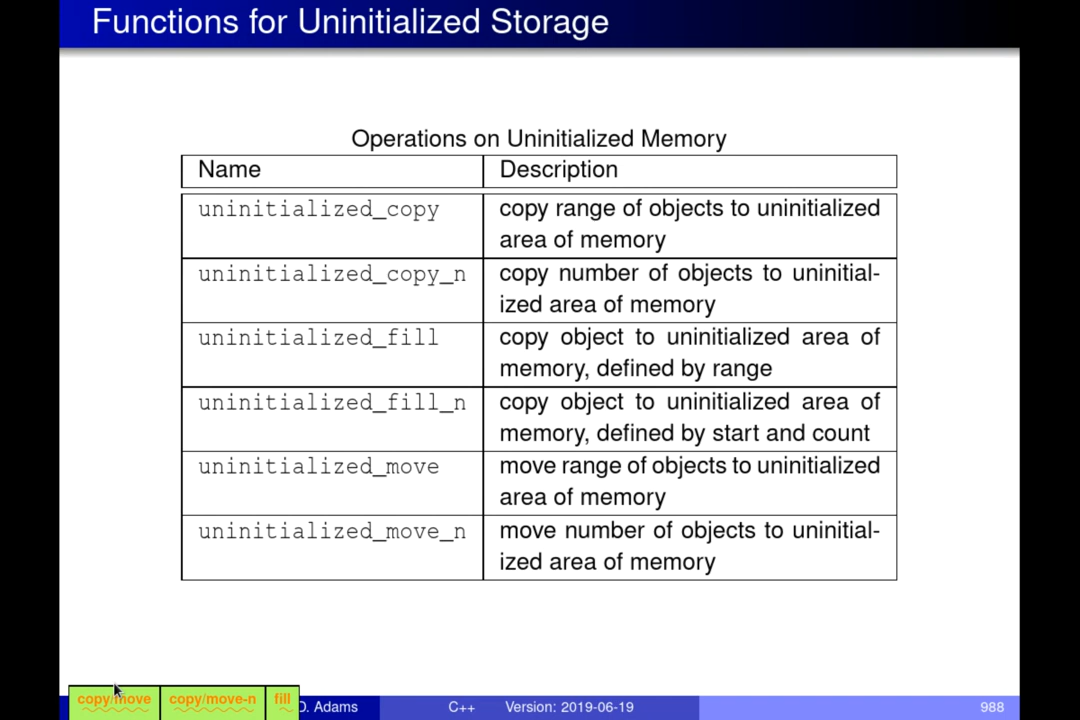 Functions for Uninitialized Storage
Operations on Uninitialized Memory
Name Description
uninitialized_copy copy range of objects to uninitialized
area of memory
uninitialized_copy_n copy number of objects to uninitial-
ized area of memory
uninitialized_fill copy object to uninitialized area of
memory, defined by range
uninitialized_fill_n copy object to uninitialized area of
memory, defined by start and count
uninitialized_move move range of objects to uninitialized
area of memory
uninitialized_move_n move number of objects to uninitial-
ized area of memory
copy/move copy/move-n fill D. Adams C++ Version: 2019-06-19 988